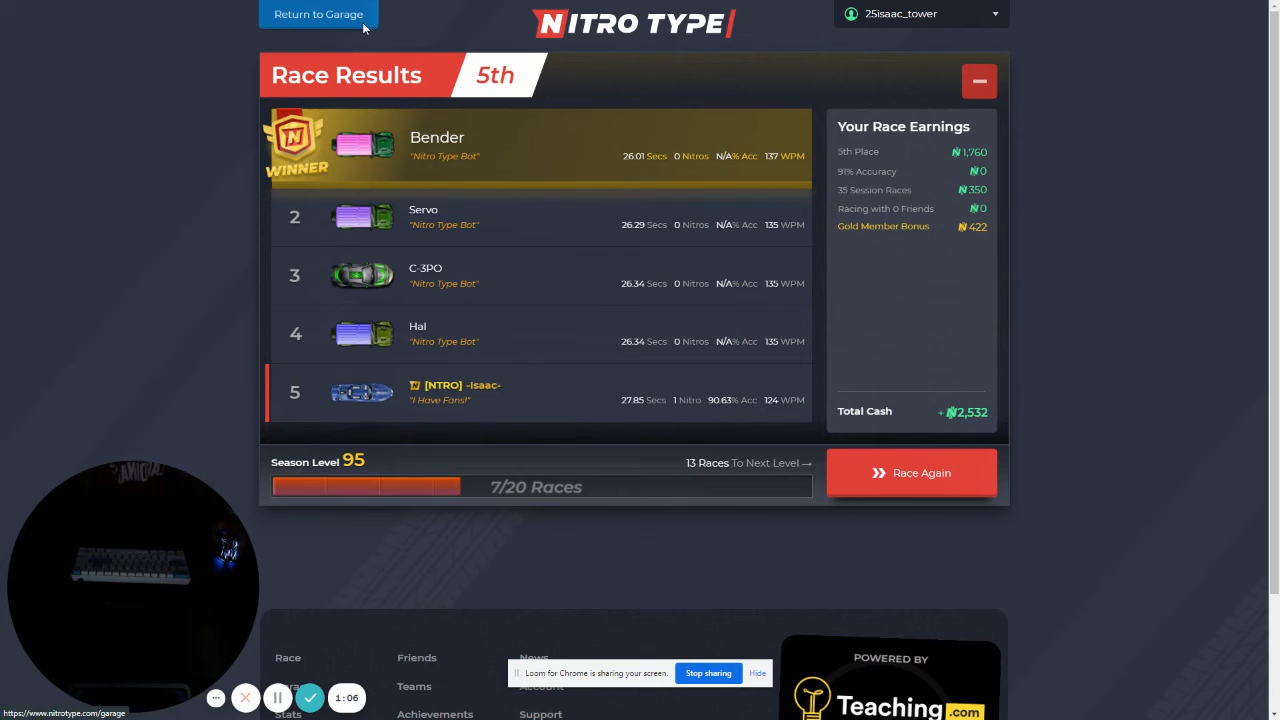 Return to Garage
NITRO TYPE
25isaac_tower
Race Results
5th
WINNER
Bender
"Nitro Type Bot"
26.01 Secs 0 Nitros N/A% Acc 137 WPM
2
Servo
"Nitro Type Bot"
26.29 Secs 0 Nitros N/A% Acc 135 WPM
3
C-3PO
"Nitro Type Bot"
26.34 Secs 0 Nitros N/A% Acc 135 WPM
4
Hal
"Nitro Type Bot"
26.34 Secs 0 Nitros N/A% Acc 135 WPM
5
[NTRO] -Isaac-
"I Have Fans!"
27.85 Secs 1 Nitro 90.63% Acc 124 WPM
Your Race Earnings
5th Place 1,760
91% Accuracy 0
35 Session Races 350
Racing with 0 Friends 0
Gold Member Bonus 422
Total Cash + 2,532
Season Level 95
13 Races To Next Level →
7/20 Races
Race Again
Race
Friends
News
Teams
Account
Stats
Achievements
Support
POWERED BY
Teaching.com
Loom for Chrome is sharing your screen.
Stop sharing
Hide
1:06
https://www.nitrotype.com/garage